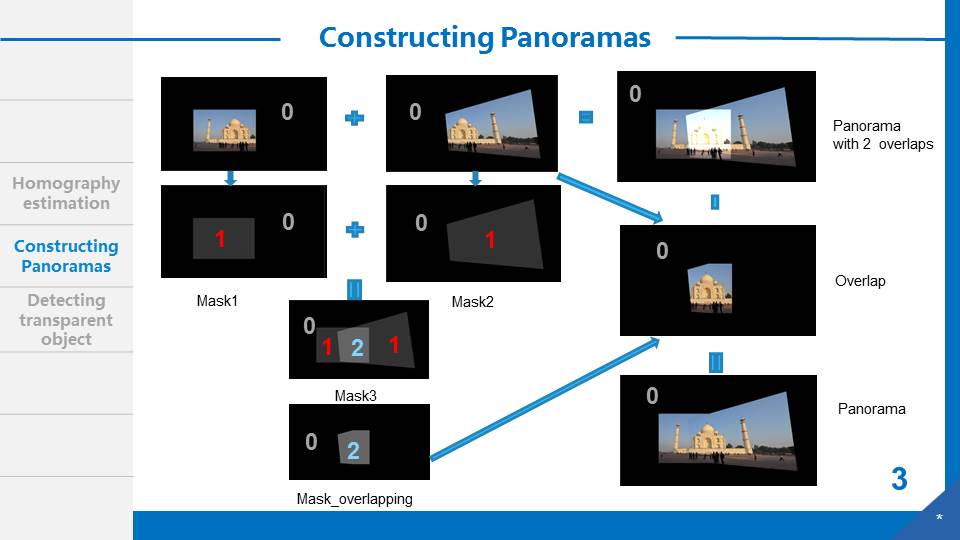 Constructing Panoramas
Homography
estimation
Constructing
Panoramas
Detecting
transparent
object
0
+
0
=
0
Panorama
with 2 overlaps
-
1
0
+
0
1
Mask1
=
Mask2
0
Overlap
0
1
2
1
Mask3
=
0
2
Mask_overlapping
0
Panorama
3
*